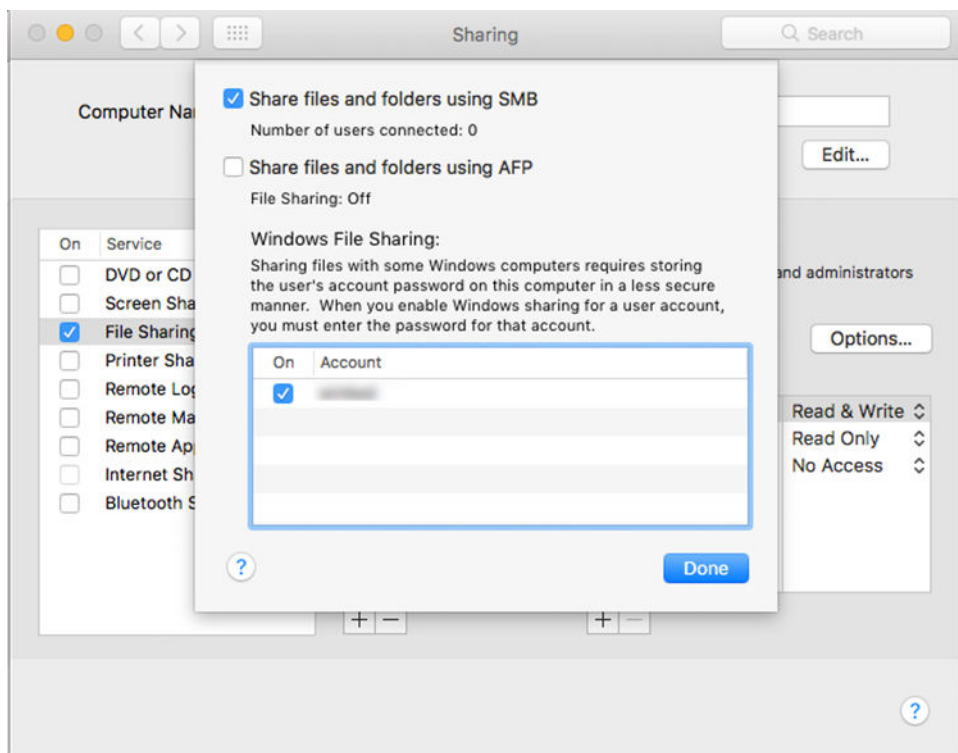 Sharing
Search
Computer Na
Edit...
Share files and folders using SMB
Number of users connected: 0
Share files and folders using AFP
File Sharing: Off
Windows File Sharing:
Sharing files with some Windows computers requires storing
the user's account password on this computer in a less secure
manner. When you enable Windows sharing for a user account,
you must enter the password for that account.
On Account
On Service
DVD or CD
Screen Sha
File Sharing
Printer Sha
Remote Log
Remote Ma
Remote Ap
Internet Sh
Bluetooth S
and administrators
Options...
Read & Write
Read Only
No Access
?
Done
+ −
+ −
?